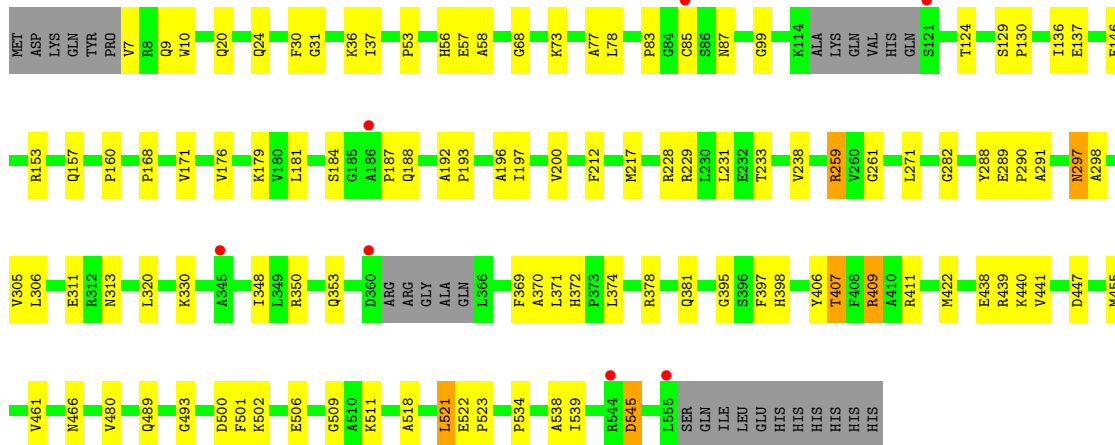 MET ASP LYS GLN TYR PRO V7 R8 Q9 W10 Q20 Q24 F30 G31 K36 I37 P53 H56 E57 A58 G68 K73 A77 L78 P83 G84 C85 S86 N87 G99 K114 ALA LYS GLN VAL HIS GLN S121 T124 S129 P130 I136 E137
R153 Q157 P160 P168 V171 V176 K179 V180 L181 S184 G185 A186 P187 Q188 A192 P193 A196 I197 V200 F212 M217 R228 R229 L230 L231 E232 T233 V238 R259 V260 G261 L271 G282 Y288 E289 P290 A291 N297 A298
V305 L306 E311 R312 N313 L320 K330 A345 I348 L349 R350 Q353 D360 ARG ARG GLY ALA GLN L366 F369 A370 L371 H372 P373 L374 R378 Q381 G395 S396 F397 H398 Y406 T407 F408 R409 A410 R411 M422 E438 R439 K440 V441 D447 M455
V461 N466 V480 Q489 G493 D500 F501 K502 E506 G509 A510 K511 A518 L521 E522 P523 P534 A538 I539 R544 D545 L555 SER GLN ILE LEU GLU HIS HIS HIS HIS HIS HIS